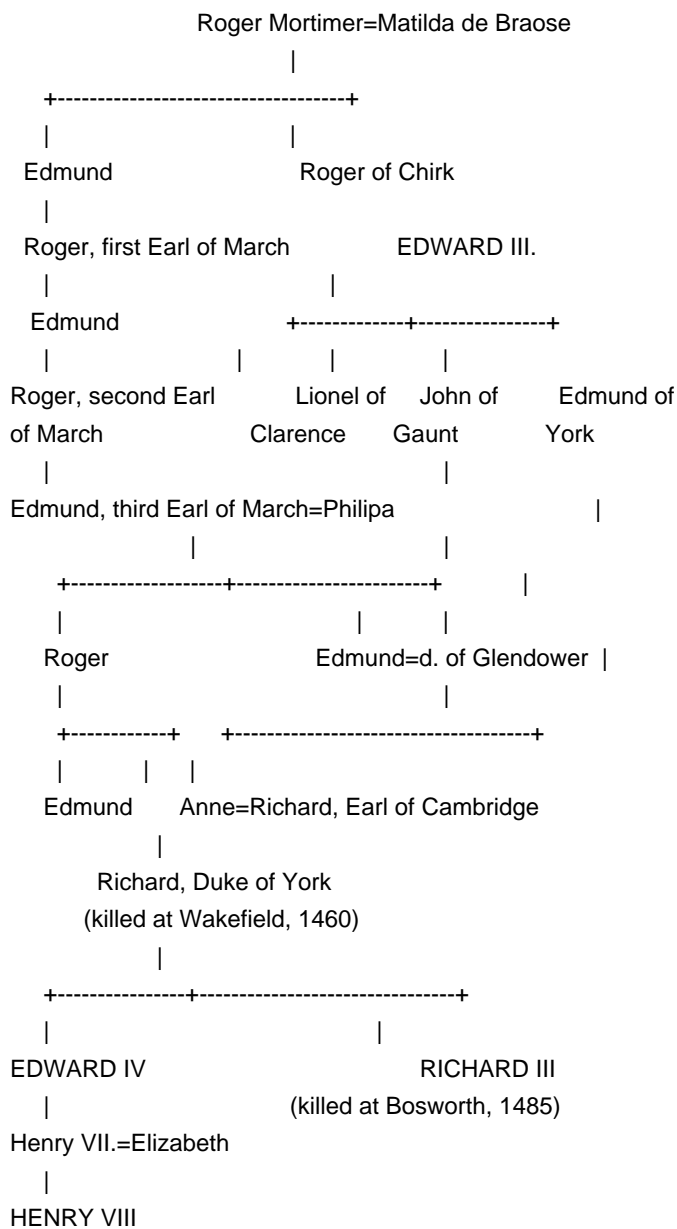 Roger Mortimer=Matilda de Braose
|
+-------------------------------------+
| |
Edmund Roger of Chirk
|
Roger, first Earl of March EDWARD III.
| |
Edmund +-------------+----------------+
| | | |
Roger, second Earl Lionel of John of Edmund of
of March Clarence Gaunt York
| |
Edmund, third Earl of March=Philipa |
| |
+-------------------+------------------------+ |
| | |
Roger Edmund=d. of Glendower |
| |
+------------+ +-------------------------------------+
| | |
Edmund Anne=Richard, Earl of Cambridge
|
Richard, Duke of York
(killed at Wakefield, 1460)
|
+----------------+--------------------------------+
| |
EDWARD IV RICHARD III
| (killed at Bosworth, 1485)
Henry VII.=Elizabeth
|
HENRY VIII